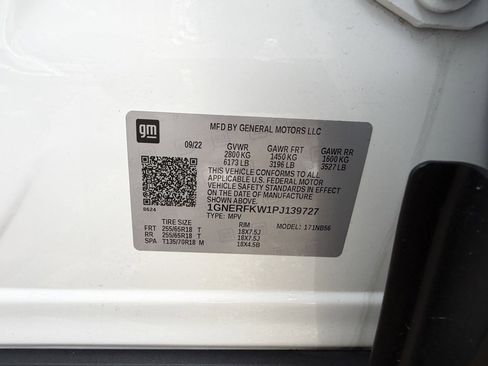 gm
MFD BY GENERAL MOTORS LLC
09/22 GVWR GAWR FRT GAWR RR
2800 KG 1450 KG 1600 KG
6173 LB 3196 LB 3527 LB
THIS VEHICLE CONFORMS TO ALL
APPLICABLE U.S. FEDERAL MOTOR
VEHICLE SAFETY STANDARDS IN EFFECT
ON THE DATE OF MANUFACTURE
SHOWN ABOVE.
1GNERFKW1PJ139727
8624 TYPE: MPV
TIRE SIZE RIM MODEL: 171NB56
FRT 255/65R18 T 18X7.5J
RR 255/65R18 T 18X7.5J
SPA T135/70R18 M 18X4.5B